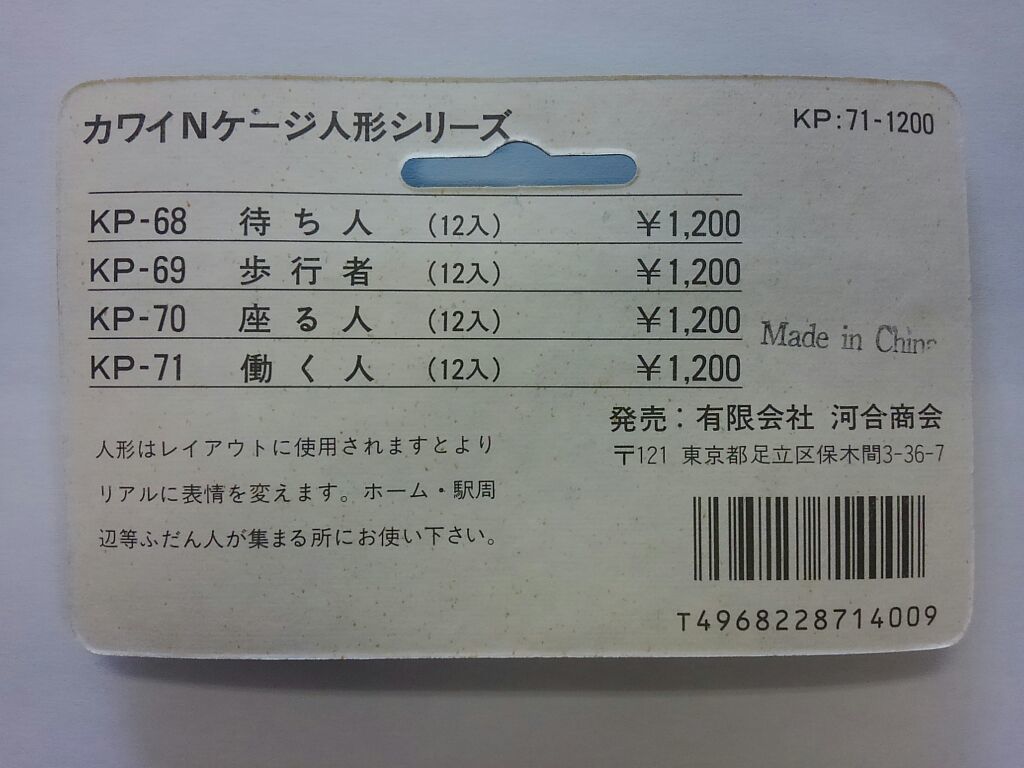 カワイNゲージ人形シリーズ
KP:71-1200
KP-68 待ち人 (12入) ¥1,200
KP-69 歩行者 (12入) ¥1,200
KP-70 座る人 (12入) ¥1,200
KP-71 働く人 (12入) ¥1,200
Made in China
発売：有限会社 河合商会
〒121 東京都足立区保木間3-36-7
人形はレイアウトに使用されますとより
リアルに表情を変えます。ホーム・駅周
辺等ふだん人が集まる所にお使い下さい。
T4968228714009